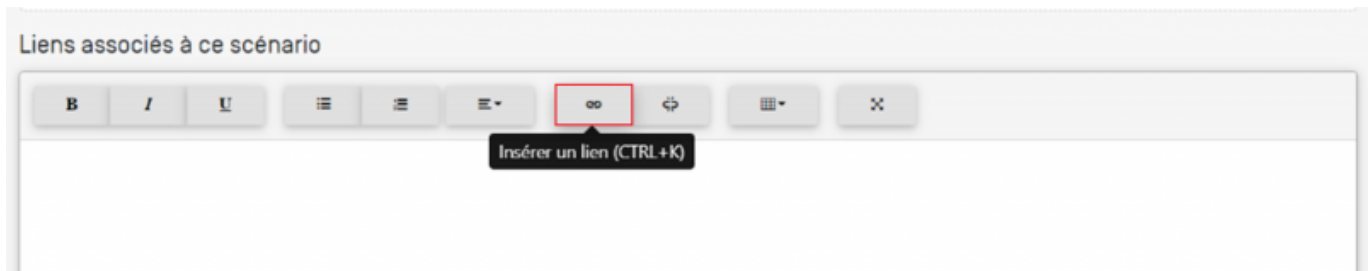 Liens associés à ce scénario
B I U
Insérer un lien (CTRL+K)